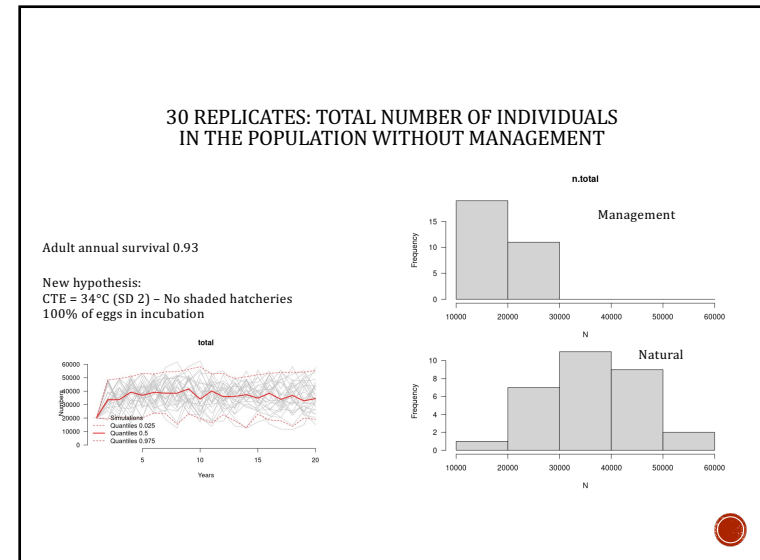 30 REPLICATES: TOTAL NUMBER OF INDIVIDUALS
IN THE POPULATION WITHOUT MANAGEMENT
Adult annual survival 0.93
New hypothesis:
CTE = 34°C (SD 2) – No shaded hatcheries
100% of eggs in incubation
total
60000
50000
40000
30000
20000
10000
0
Numbers
Simulations
Quantiles 0.025
Quantiles 0.5
Quantiles 0.975
5 10 15 20
Years
n.total
Management
15
10
5
0
Frequency
10000 20000 30000 40000 50000 60000
N
Natural
10
8
6
4
2
0
Frequency
10000 20000 30000 40000 50000 60000
N